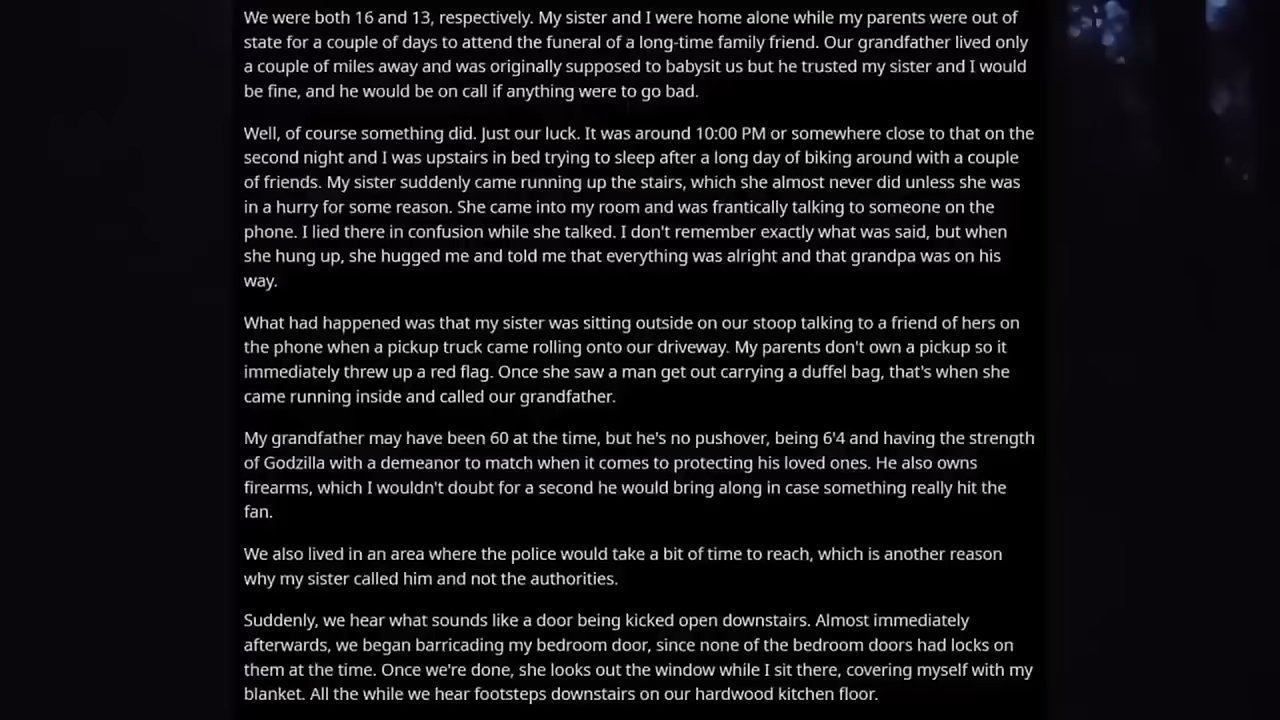 We were both 16 and 13, respectively. My sister and I were home alone while my parents were out of
state for a couple of days to attend the funeral of a long-time family friend. Our grandfather lived only
a couple of miles away and was originally supposed to babysit us but he trusted my sister and I would
be fine, and he would be on call if anything were to go bad.
Well, of course something did. Just our luck. It was around 10:00 PM or somewhere close to that on the
second night and I was upstairs in bed trying to sleep after a long day of biking around with a couple
of friends. My sister suddenly came running up the stairs, which she almost never did unless she was
in a hurry for some reason. She came into my room and was frantically talking to someone on the
phone. I lied there in confusion while she talked. I don't remember exactly what was said, but when
she hung up, she hugged me and told me that everything was alright and that grandpa was on his
way.
What had happened was that my sister was sitting outside on our stoop talking to a friend of hers on
the phone when a pickup truck came rolling onto our driveway. My parents don't own a pickup so it
immediately threw up a red flag. Once she saw a man get out carrying a duffel bag, that's when she
came running inside and called our grandfather.
My grandfather may have been 60 at the time, but he's no pushover, being 6'4 and having the strength
of Godzilla with a demeanor to match when it comes to protecting his loved ones. He also owns
firearms, which I wouldn't doubt for a second he would bring along in case something really hit the
fan.
We also lived in an area where the police would take a bit of time to reach, which is another reason
why my sister called him and not the authorities.
Suddenly, we hear what sounds like a door being kicked open downstairs. Almost immediately
afterwards, we began barricading my bedroom door, since none of the bedroom doors had locks on
them at the time. Once we're done, she looks out the window while I sit there, covering myself with my
blanket. All the while we hear footsteps downstairs on our hardwood kitchen floor.